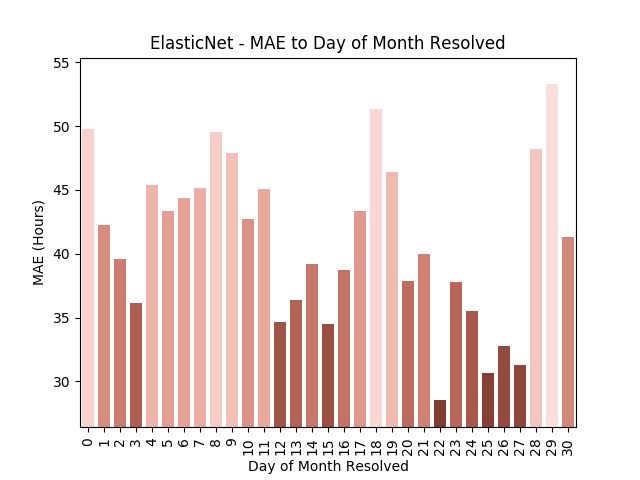 ElasticNet - MAE to Day of Month Resolved
55
50
45
40
35
30
MAE (Hours)
0 1 2 3 4 5 6 7 8 9 10 11 12 13 14 15 16 17 18 19 20 21 22 23 24 25 26 27 28 29 30
Day of Month Resolved